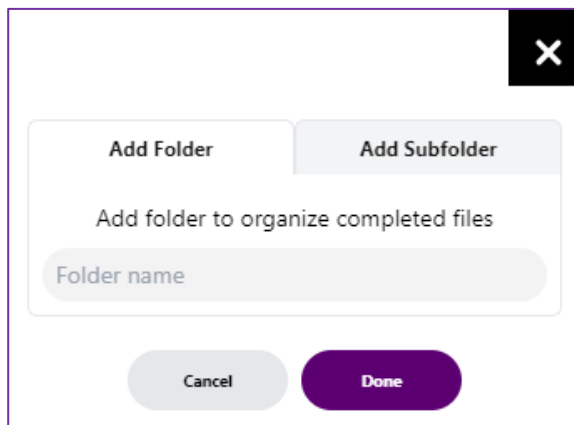 Add Folder
Add Subfolder
Add folder to organize completed files
Folder name
Cancel
Done